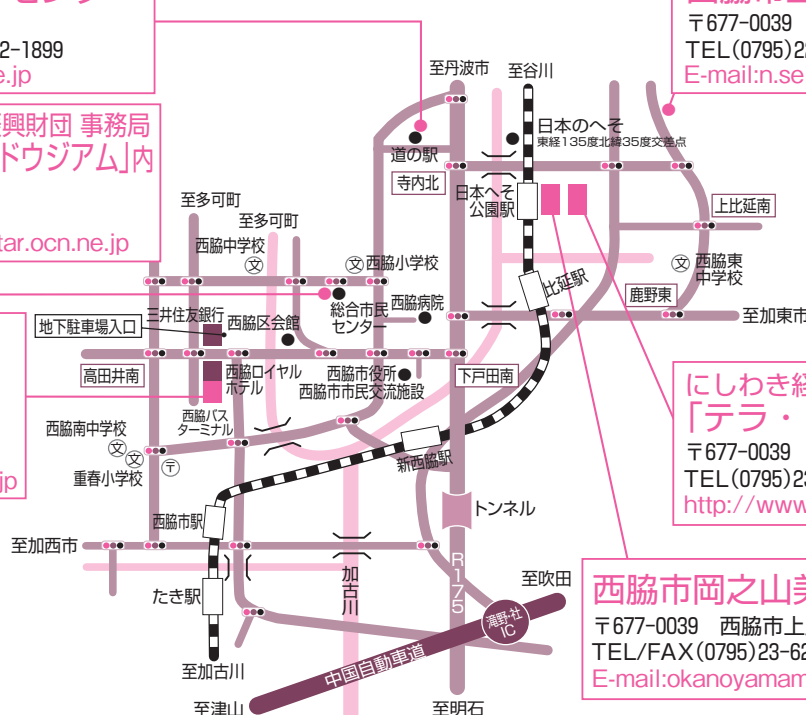 2-1899
e.jp
興財団 事務局
ドウジアム」内
tar.ocn.ne.jp
jp
〒677-0039
TEL(0795)2
E-mail:n.se
至丹波市
至谷川
日本のへそ
東経135度北緯35度交差点
道の駅
寺内北
日本へそ
公園駅
上比延南
至多可町
至多可町
西脇中学校
文
文 西脇小学校
文 西脇東
中学校
比延駅
鹿野東
三井住友銀行
地下駐車場入口
西脇区会館
総合市民
センター
西脇病院
至加東市
高田井南
西脇ロイヤル
ホテル
西脇市役所
西脇市市民交流施設
下戸田南
西脇バス
ターミナル
西脇南中学校
文
文
重春小学校
〒
新西脇駅
にしわき経
「テラ・
〒677-0039
TEL(0795)23
http://www
西脇市駅
トンネル
至加西市
たき駅
加古川
R175
至吹田
滝野・社
IC
中国自動車道
至加古川
至津山
至明石
西脇市岡之山美
〒677-0039 西脇市上
TEL/FAX(0795)23-62
E-mail:okanoyamam